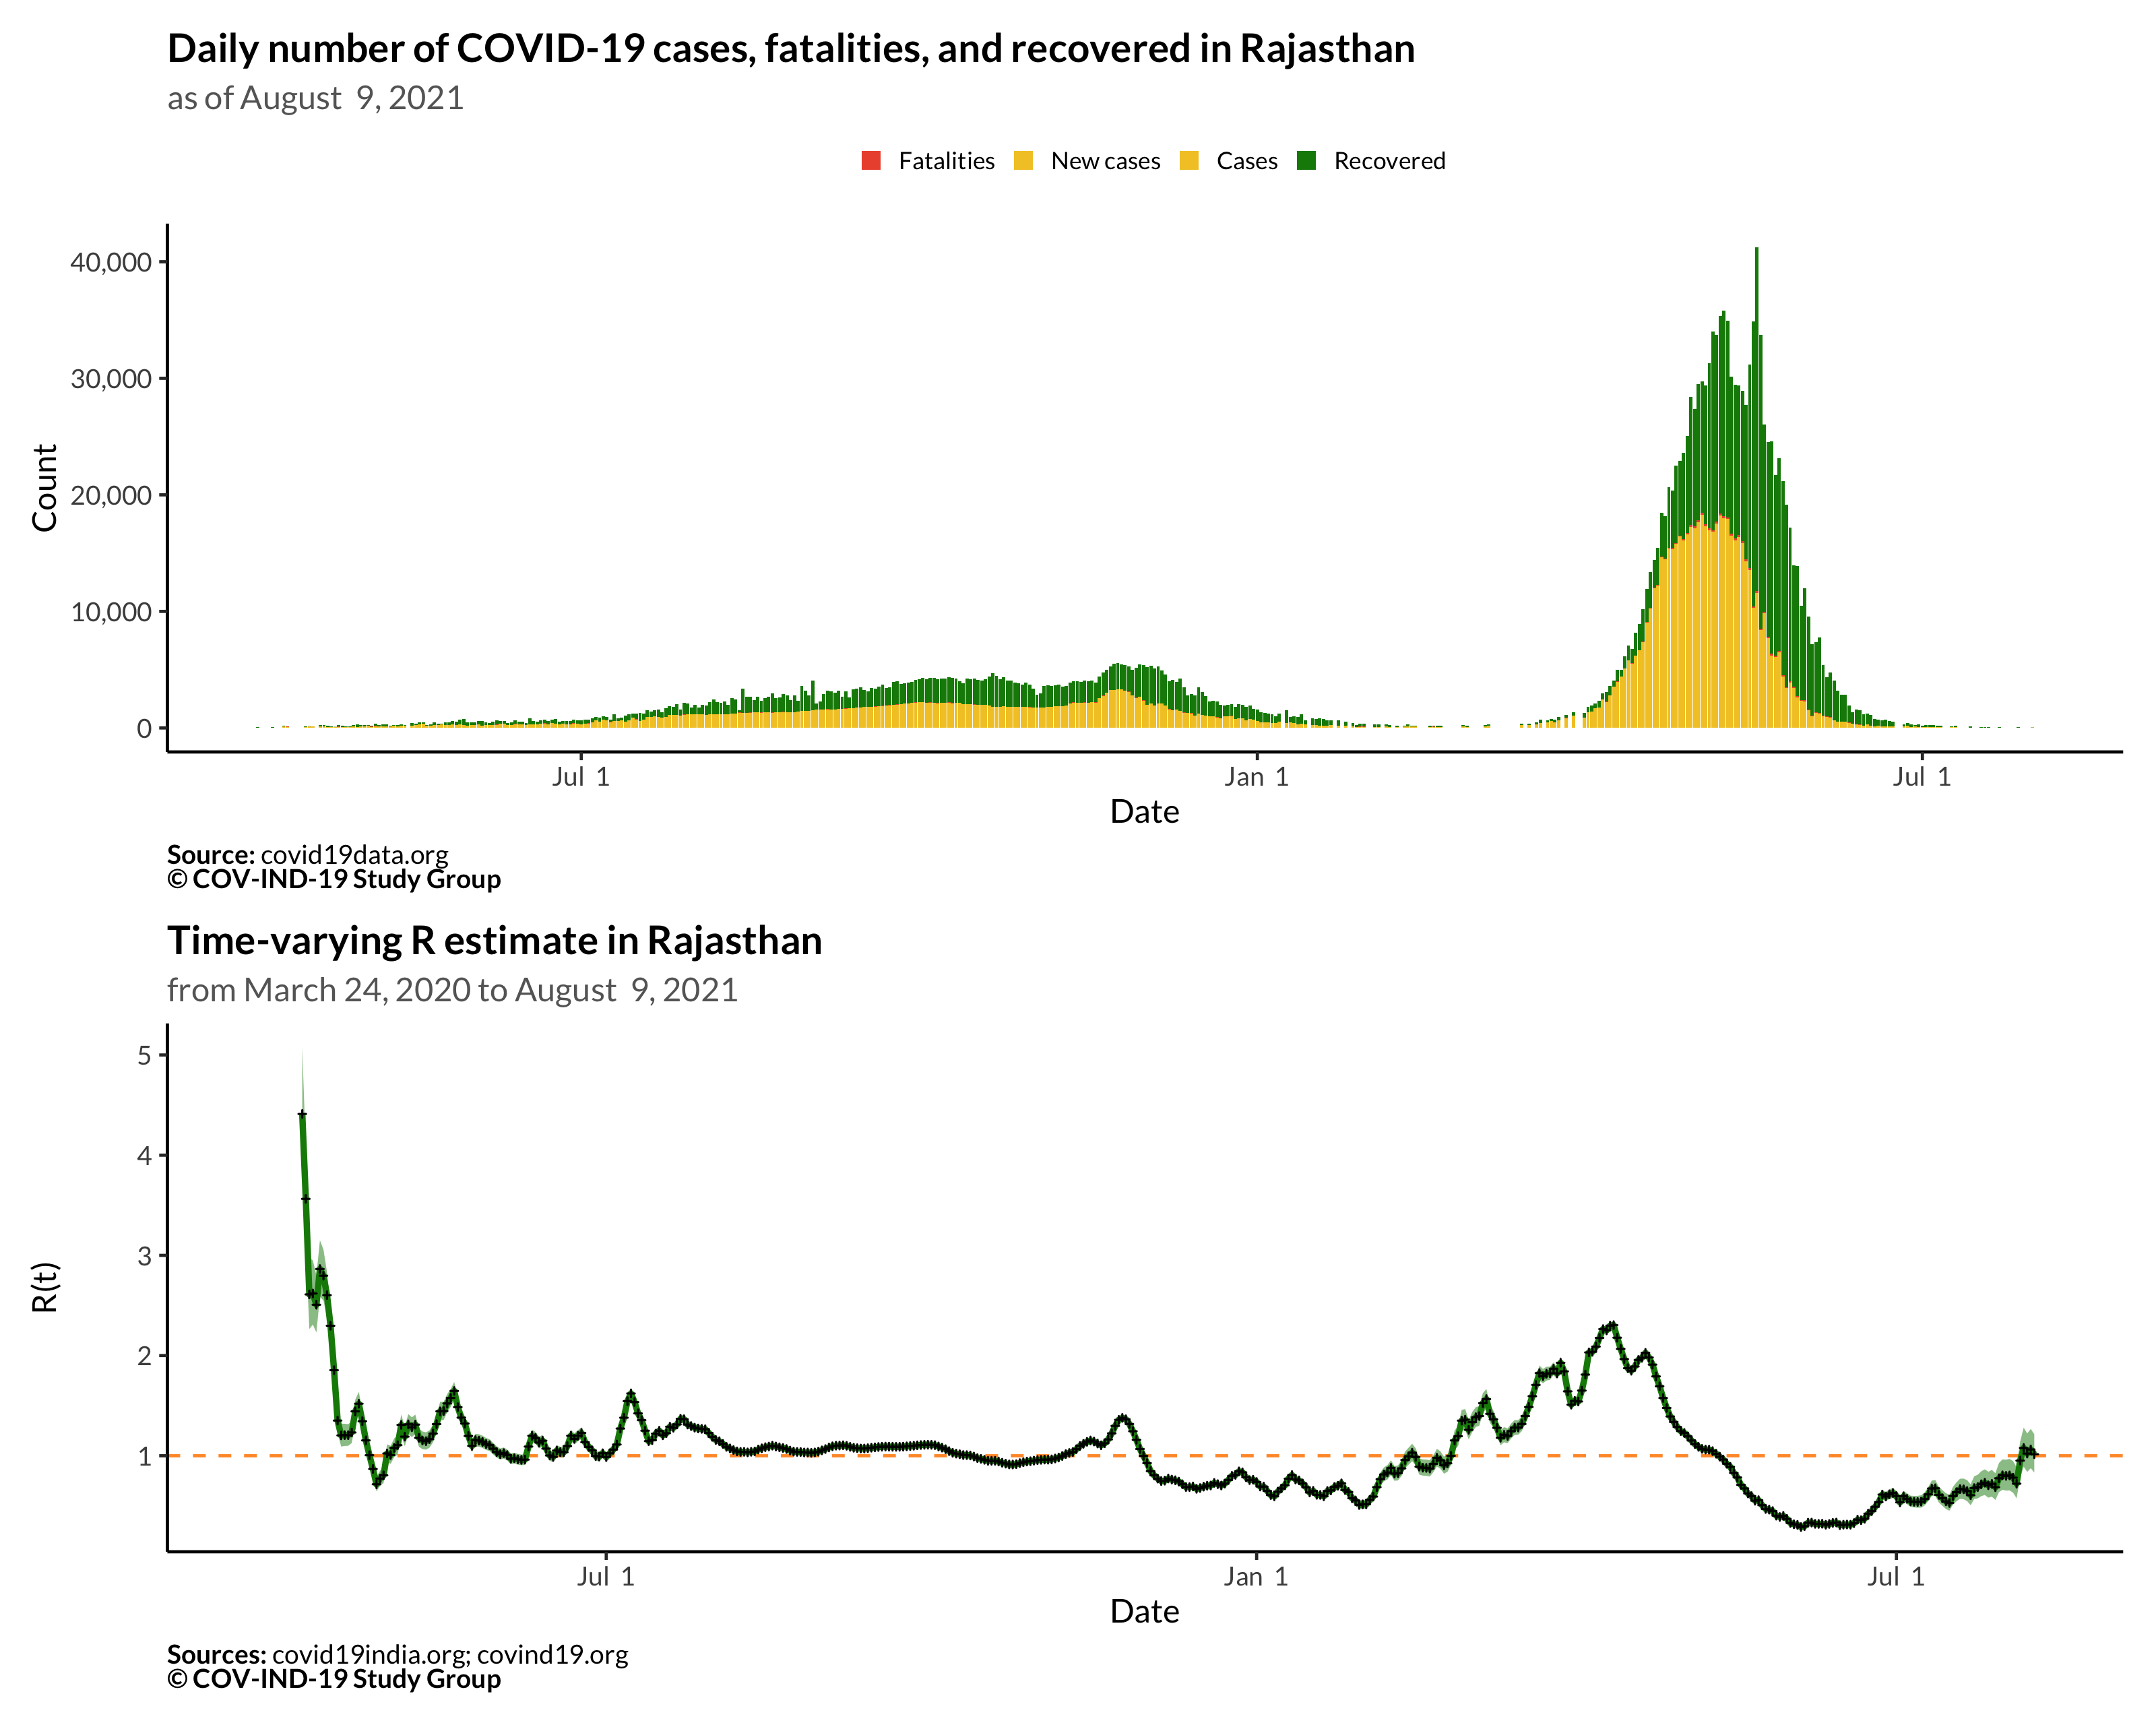 Daily number of COVID-19 cases, fatalities, and recovered in Rajasthan
as of August 9, 2021
Fatalities New cases Cases Recovered
40,000
30,000
20,000
10,000
0
Count
Jul 1 Jan 1 Jul 1
Date
Source: covid19data.org
© COV-IND-19 Study Group
Time-varying R estimate in Rajasthan
from March 24, 2020 to August 9, 2021
5
4
3
2
1
R(t)
Jul 1 Jan 1 Jul 1
Date
Sources: covid19india.org; covind19.org
© COV-IND-19 Study Group